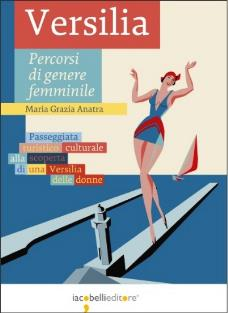 Versilia
Percorsi
di genere
femminile
Maria Grazia Anatra
Passeggiata
turistico culturale
alla scoperta
di una Versilia
delle donne
iacobellieditore®